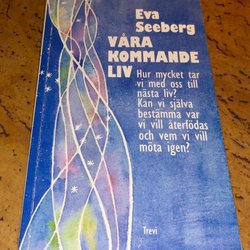 Eva
Seeberg
VÅRA
KOMMANDE
LIV
Hur mycket tar
vi med oss till
nästa liv?
Kan vi själva
bestämma var
vi vill återfödas
och vem vi vill
möta igen?
Trevi